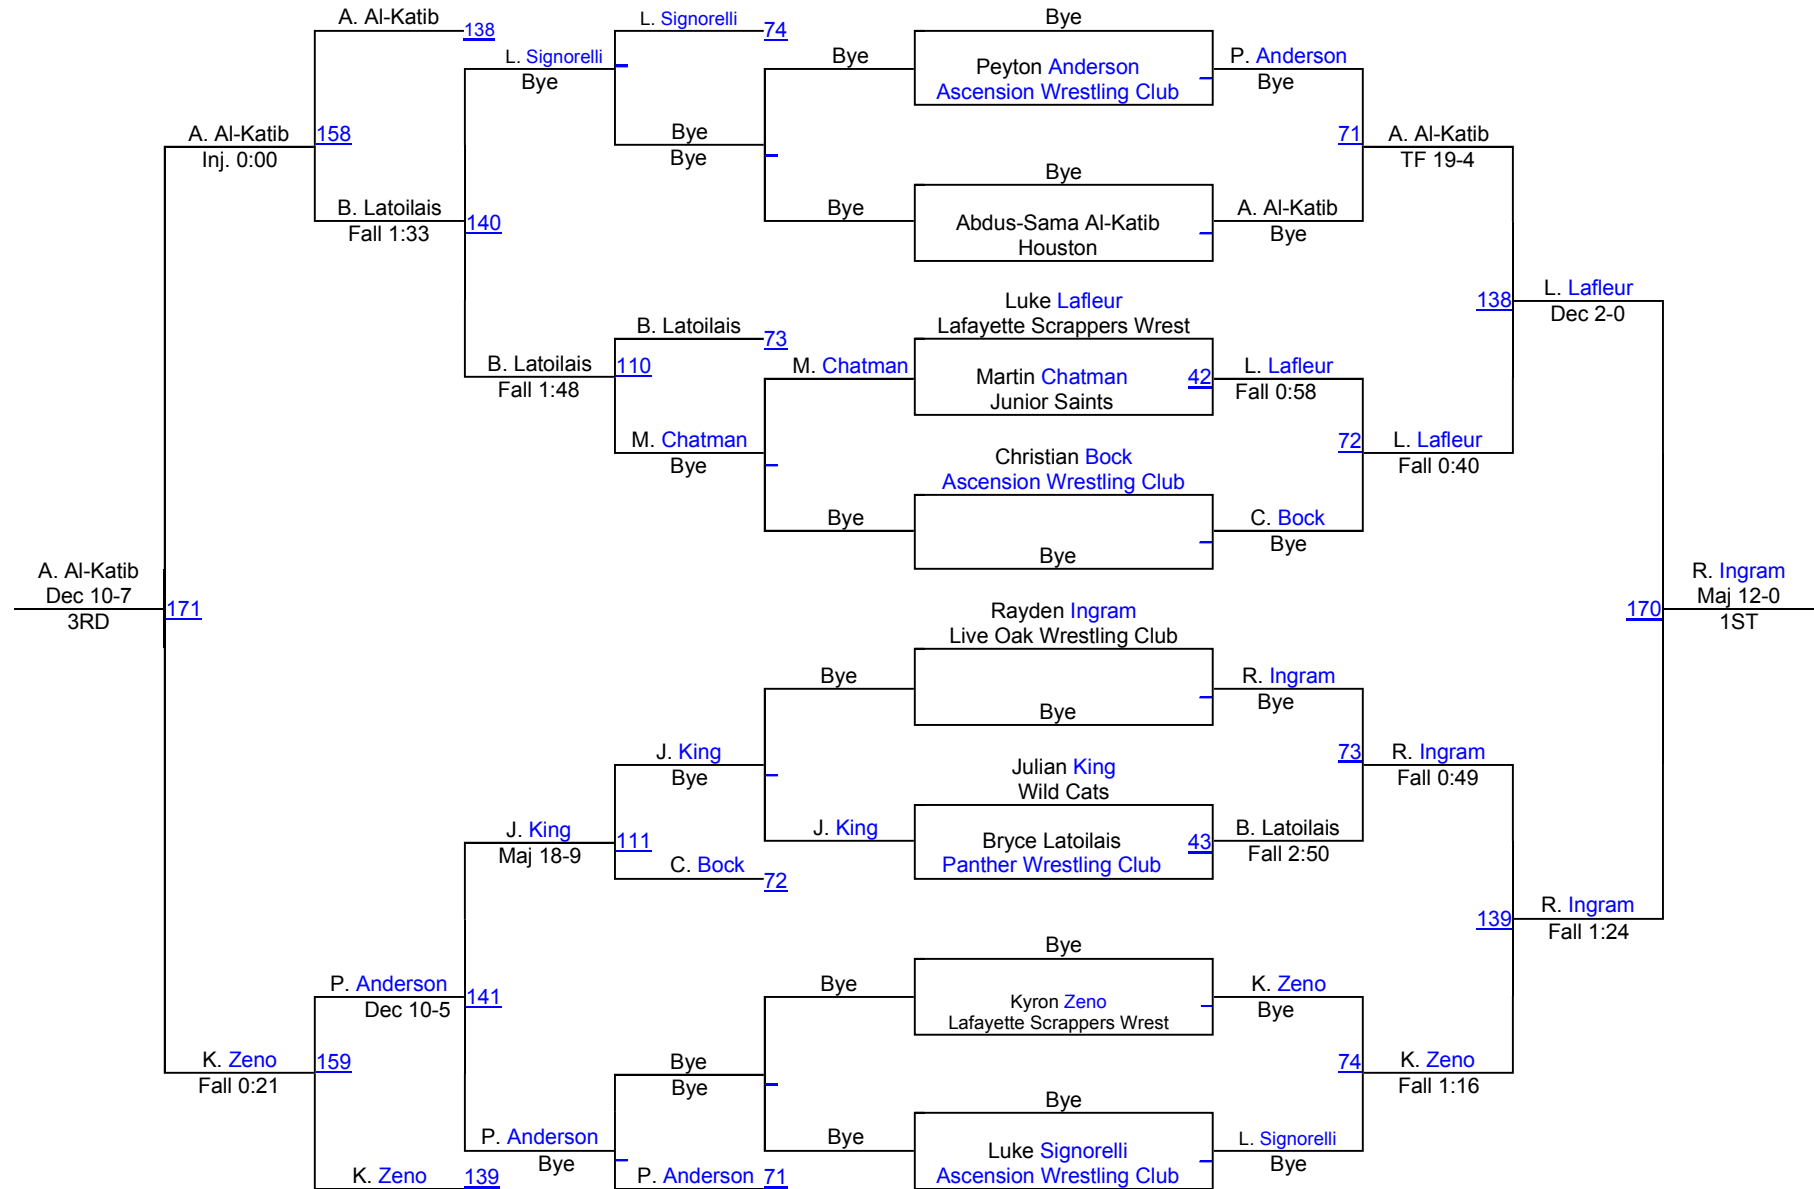 A. Al-Katib
138
L. Signorelli
74
Bye
L. Signorelli
Bye
Bye
Peyton Anderson
Ascension Wrestling Club
P. Anderson
Bye
A. Al-Katib
Inj. 0:00
158
Bye
Bye
71
A. Al-Katib
TF 19-4
Bye
B. Latoilais
Fall 1:33
140
Bye
Abdus-Sama Al-Katib
Houston
A. Al-Katib
Bye
Luke Lafleur
Lafayette Scrappers Wrest
138
L. Lafleur
Dec 2-0
B. Latoilais
73
B. Latoilais
Fall 1:48
110
M. Chatman
Martin Chatman
Junior Saints
42
L. Lafleur
Fall 0:58
M. Chatman
Bye
Christian Bock
Ascension Wrestling Club
72
L. Lafleur
Fall 0:40
Bye
Bye
C. Bock
Bye
A. Al-Katib
Dec 10-7
3RD
171
Rayden Ingram
Live Oak Wrestling Club
170
R. Ingram
Maj 12-0
1ST
Bye
Bye
R. Ingram
Bye
J. King
Bye
Julian King
Wild Cats
73
R. Ingram
Fall 0:49
J. King
Maj 18-9
111
J. King
Bryce Latoilais
Panther Wrestling Club
43
B. Latoilais
Fall 2:50
C. Bock
72
139
R. Ingram
Fall 1:24
Bye
P. Anderson
Dec 10-5
141
Bye
Kyron Zeno
Lafayette Scrappers Wrest
K. Zeno
Bye
K. Zeno
Fall 0:21
159
Bye
Bye
74
K. Zeno
Fall 1:16
Bye
P. Anderson
Bye
Bye
Luke Signorelli
Ascension Wrestling Club
L. Signorelli
Bye
K. Zeno
139
P. Anderson
71